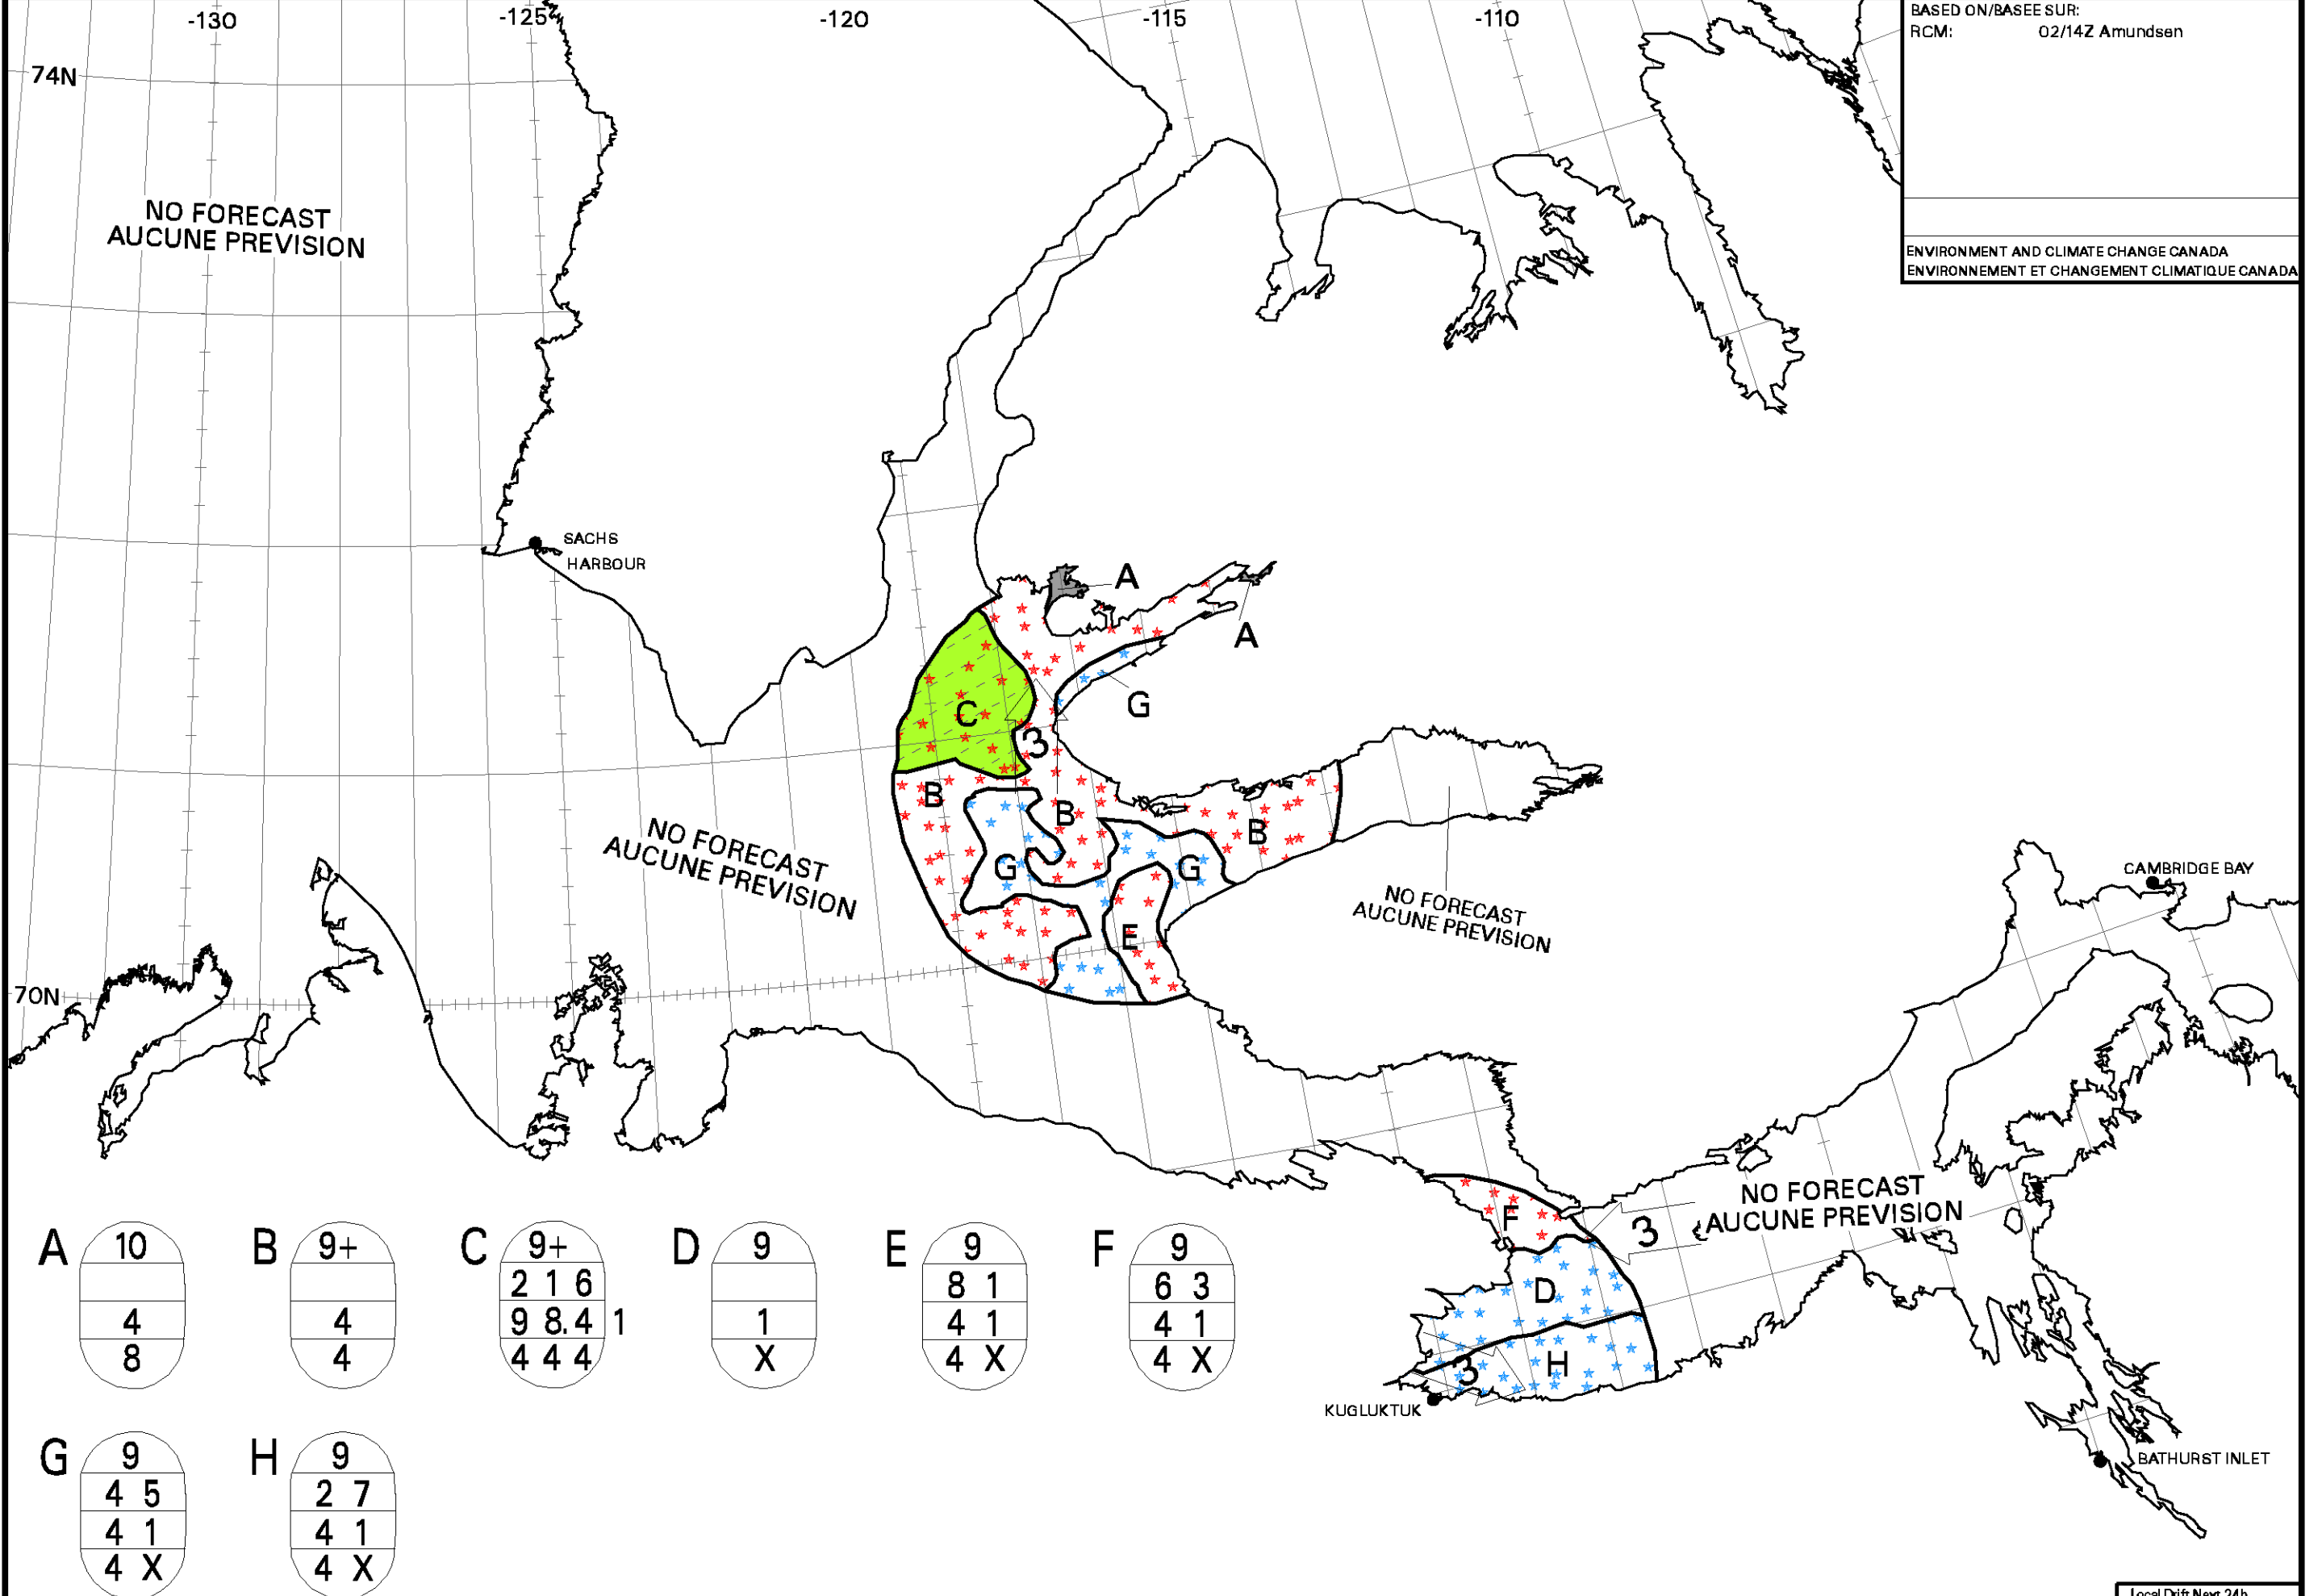 -130
-125
-120
-115
-110
BASED ON/BASEE SUR:
RCM: 02/14Z Amundsen
74N
NO FORECAST
AUCUNE PREVISION
ENVIRONMENT AND CLIMATE CHANGE CANADA
ENVIRONNEMENT ET CHANGEMENT CLIMATIQUE CANADA
SACHS
HARBOUR
A
A
G
C
3
B
B
B
G
G
E
NO FORECAST
AUCUNE PREVISION
NO FORECAST
AUCUNE PREVISION
CAMBRIDGE BAY
70N
NO FORECAST
AUCUNE PREVISION
F
3
D
H
3
KUGLUKTUK
BATHURST INLET
A
10
4
8
B
9+
4
4
C
9+
2 1 6
9 8. 4 1
4 4 4
D
9
1
X
E
9
8 1
4 1
4 X
F
9
6 3
4 1
4 X
G
9
4 5
4 1
4 X
H
9
2 7
4 1
4 X
Local Drift Next 24h